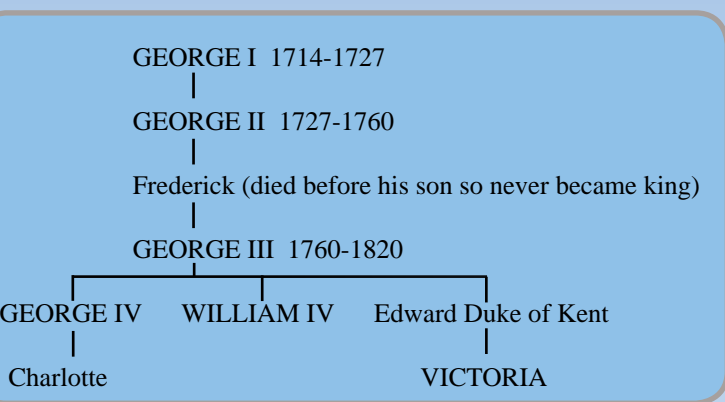 GEORGE I 1714-1727
GEORGE II 1727-1760
Frederick (died before his son so never became king)
GEORGE III 1760-1820
GEORGE IV WILLIAM IV Edward Duke of Kent
Charlotte VICTORIA